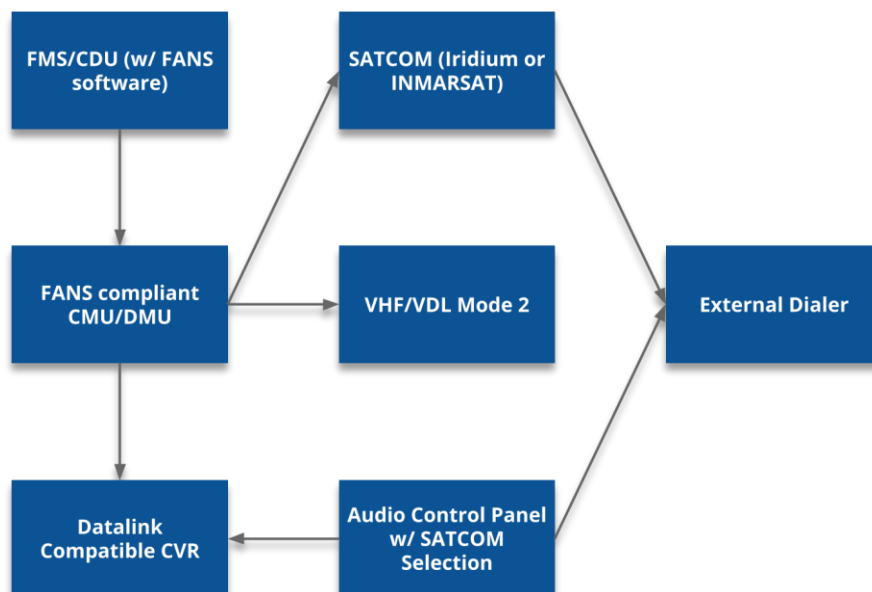 FMS/CDU (w/ FANS
software)
SATCOM (Iridium or
INMARSAT)
FANS compliant
CMU/DMU
VHF/VDL Mode 2
External Dialer
Datalink
Compatible CVR
Audio Control Panel
w/ SATCOM
Selection